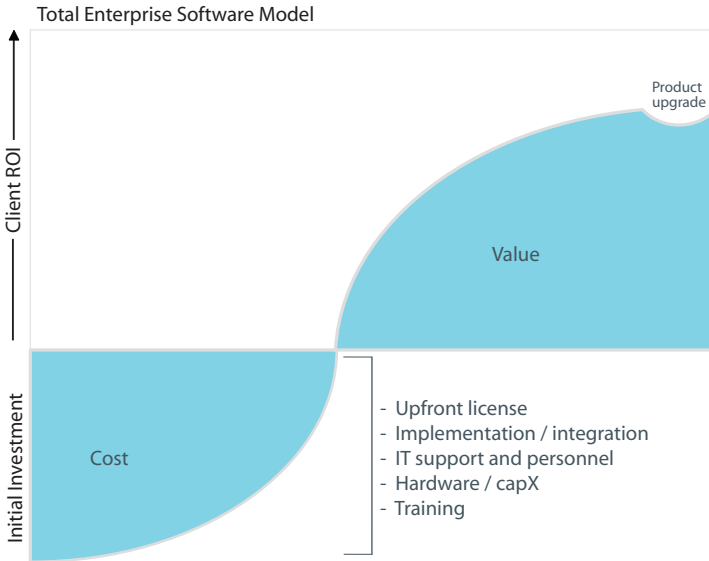 Total Enterprise Software Model
Client ROI
Product
upgrade
Value
Initial Investment
Cost
- Upfront license
- Implementation / integration
- IT support and personnel
- Hardware / capX
- Training